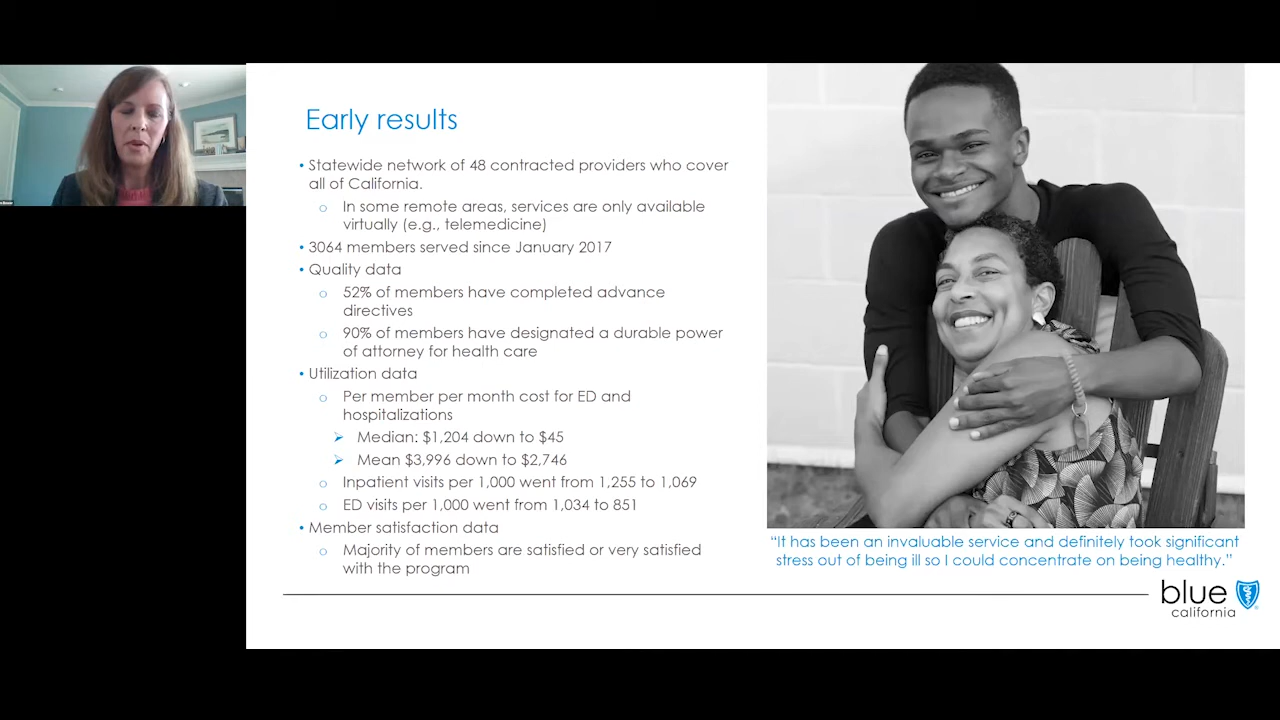 Early results
• Statewide network of 48 contracted providers who cover
all of California.
o In some remote areas, services are only available
virtually (e.g., telemedicine)
• 3064 members served since January 2017
• Quality data
o 52% of members have completed advance
directives
o 90% of members have designated a durable power
of attorney for health care
• Utilization data
o Per member per month cost for ED and
hospitalizations
➢ Median: $1,204 down to $45
➢ Mean $3,996 down to $2,746
o Inpatient visits per 1,000 went from 1,255 to 1,069
o ED visits per 1,000 went from 1,034 to 851
• Member satisfaction data
o Majority of members are satisfied or very satisfied
with the program
“It has been an invaluable service and definitely took significant
stress out of being ill so I could concentrate on being healthy.”
blue
california